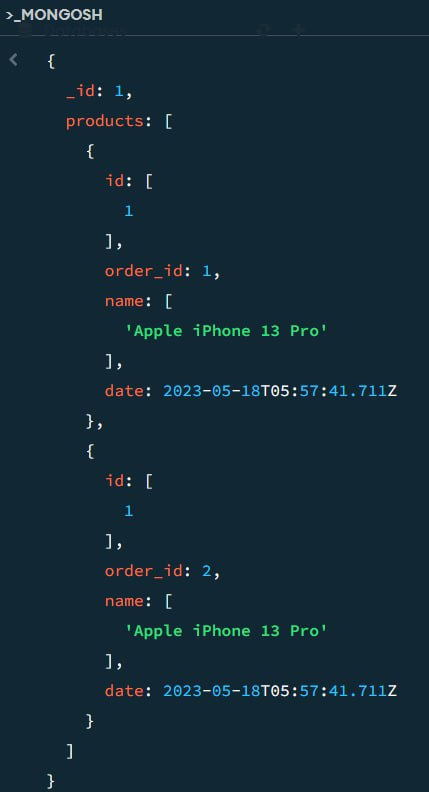 >_MONGOSH
{
_id: 1,
products: [
{
id: [
1
],
order_id: 1,
name: [
'Apple iPhone 13 Pro'
],
date: 2023-05-18T05:57:41.711Z
},
{
id: [
1
],
order_id: 2,
name: [
'Apple iPhone 13 Pro'
],
date: 2023-05-18T05:57:41.711Z
}
]
}